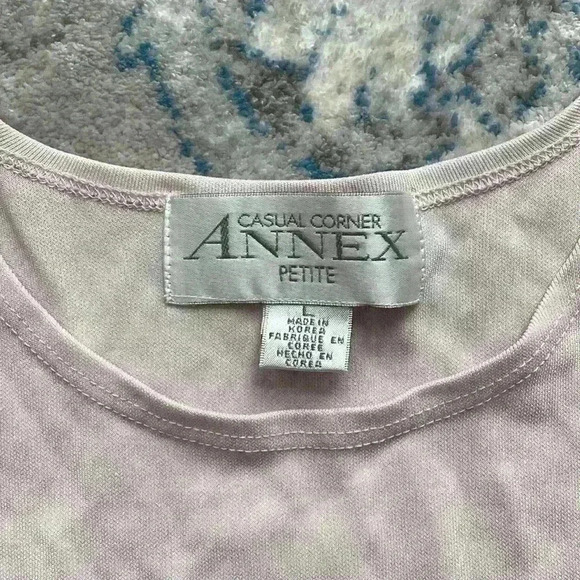 CASUAL CORNER
ANNEX
PETITE
L
MADE IN
KOREA
FABRIQUE EN
COREE
HECHO EN
COREA